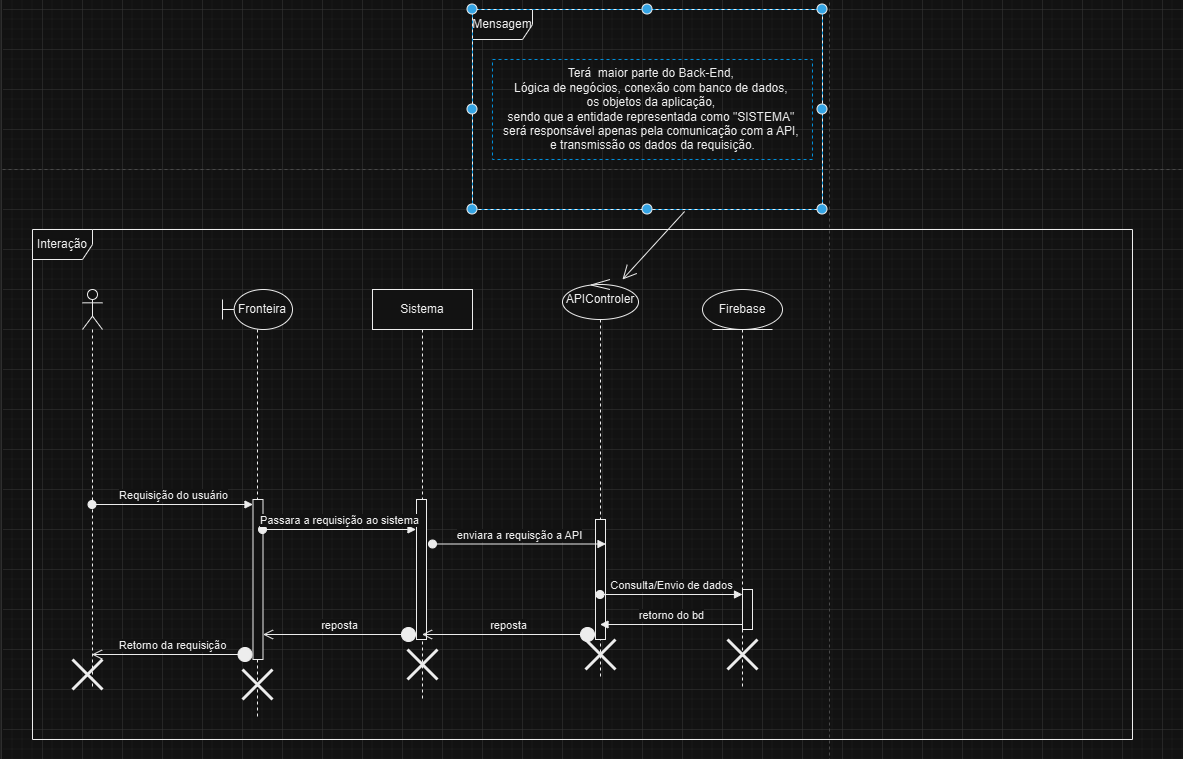 Mensagem
Terá maior parte do Back-End,
Lógica de negócios, conexão com banco de dados,
os objetos da aplicação,
sendo que a entidade representada como "SISTEMA"
será responsável apenas pela comunicação com a API,
e transmissão os dados da requisição.
Interação
Fronteira
Sistema
APIControler
Firebase
Requisição do usuário
Passara a requisição ao sistema
enviara a requisção a API
Consulta/Envio de dados
retorno do bd
reposta
reposta
Retorno da requisição